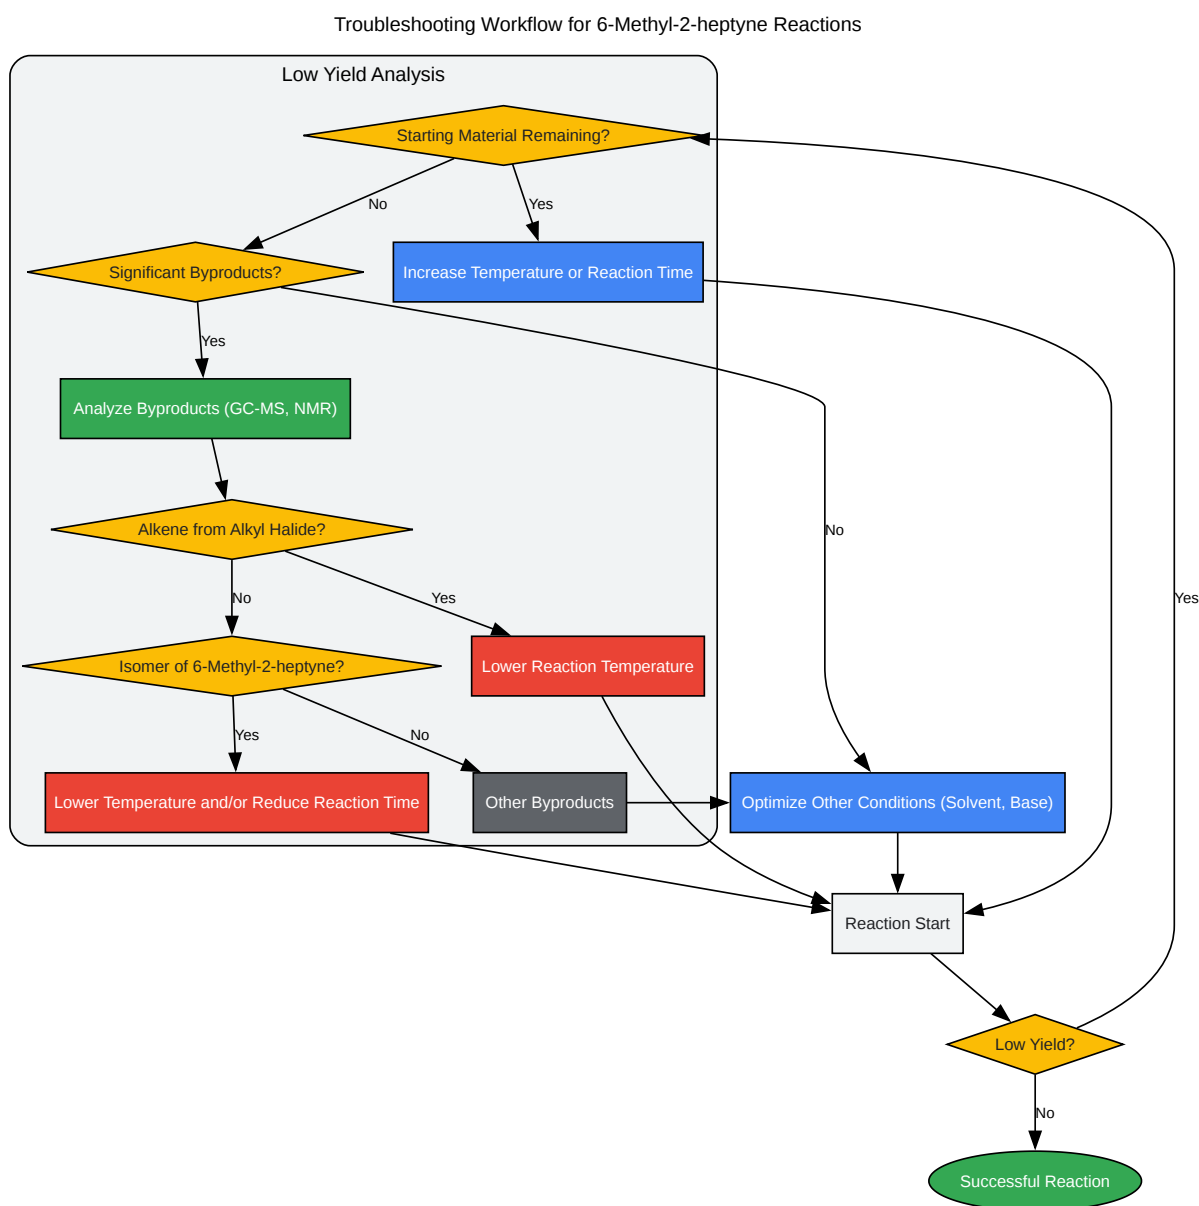 Troubleshooting Workflow for 6-Methyl-2-heptyne Reactions
Low Yield Analysis
Starting Material Remaining?
No
Yes
Significant Byproducts?
Increase Temperature or Reaction Time
Yes
Analyze Byproducts (GC-MS, NMR)
Alkene from Alkyl Halide?
No
No
Yes
Yes
Isomer of 6-Methyl-2-heptyne?
Lower Reaction Temperature
Yes
No
Lower Temperature and/or Reduce Reaction Time
Other Byproducts
Optimize Other Conditions (Solvent, Base)
Reaction Start
Low Yield?
No
Successful Reaction